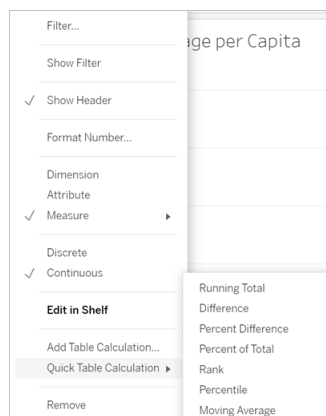 Filter...
age per Capita
Show Filter
Show Header
Format Number...
Dimension
Attribute
Measure
Discrete
Continuous
Edit in Shelf
Running Total
Difference
Percent Difference
Add Table Calculation...
Percent of Total
Quick Table Calculation
Rank
Percentile
Remove
Moving Average